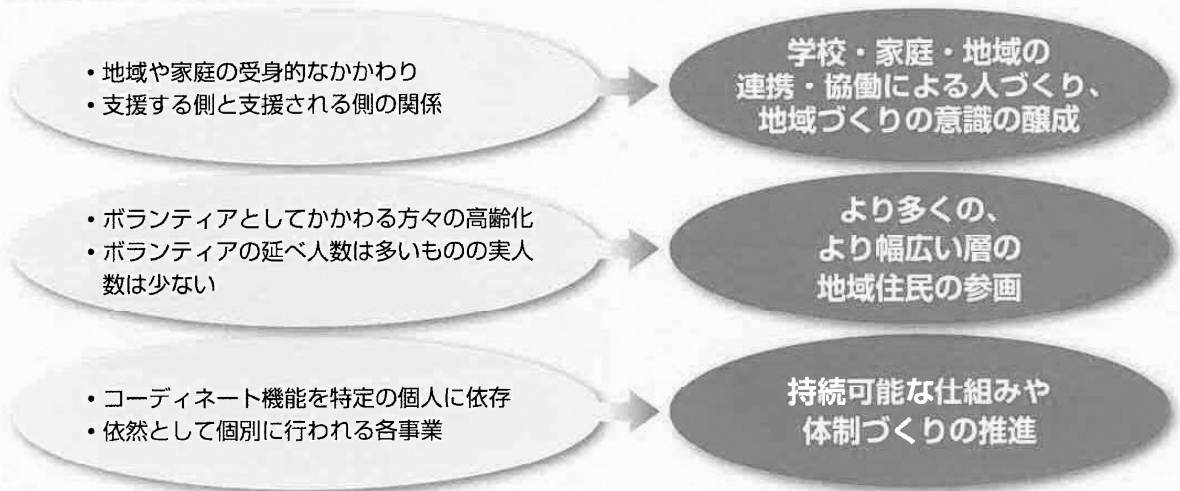 ・地域や家庭の受身的なかかわり
・支援する側と支援される側の関係
学校・家庭・地域の
連携・協働による人づくり、
地域づくりの意識の醸成
・ボランティアとしてかかわる方々の高齢化
・ボランティアの延べ人数は多いものの実人
数は少ない
より多くの、
より幅広い層の
地域住民の参画
・コーディネート機能を特定の個人に依存
・依然として個別に行われる各事業
持続可能な仕組みや
体制づくりの推進